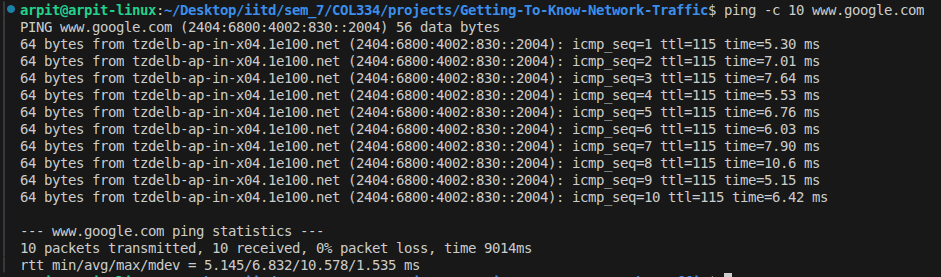 arpit@arpit-linux:~/Desktop/iitd/sem_7/COL334/projects/Getting-To-Know-Network-Traffic$ ping -c 10 www.google.com
PING www.google.com (2404:6800:4002:830::2004) 56 data bytes
64 bytes from tzdelb-ap-in-x04.1e100.net (2404:6800:4002:830::2004): icmp_seq=1 ttl=115 time=5.30 ms
64 bytes from tzdelb-ap-in-x04.1e100.net (2404:6800:4002:830::2004): icmp_seq=2 ttl=115 time=7.01 ms
64 bytes from tzdelb-ap-in-x04.1e100.net (2404:6800:4002:830::2004): icmp_seq=3 ttl=115 time=7.64 ms
64 bytes from tzdelb-ap-in-x04.1e100.net (2404:6800:4002:830::2004): icmp_seq=4 ttl=115 time=5.53 ms
64 bytes from tzdelb-ap-in-x04.1e100.net (2404:6800:4002:830::2004): icmp_seq=5 ttl=115 time=6.76 ms
64 bytes from tzdelb-ap-in-x04.1e100.net (2404:6800:4002:830::2004): icmp_seq=6 ttl=115 time=6.03 ms
64 bytes from tzdelb-ap-in-x04.1e100.net (2404:6800:4002:830::2004): icmp_seq=7 ttl=115 time=7.90 ms
64 bytes from tzdelb-ap-in-x04.1e100.net (2404:6800:4002:830::2004): icmp_seq=8 ttl=115 time=10.6 ms
64 bytes from tzdelb-ap-in-x04.1e100.net (2404:6800:4002:830::2004): icmp_seq=9 ttl=115 time=5.15 ms
64 bytes from tzdelb-ap-in-x04.1e100.net (2404:6800:4002:830::2004): icmp_seq=10 ttl=115 time=6.42 ms
--- www.google.com ping statistics ---
10 packets transmitted, 10 received, 0% packet loss, time 9014ms
rtt min/avg/max/mdev = 5.145/6.832/10.578/1.535 ms